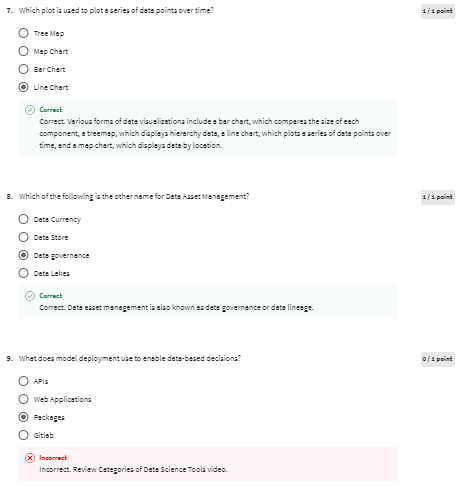 7. Which plot is used to plot a series of data points over time?
1 / 1 point
Tree Map
Map Chart
Bar Chart
Line Chart
Correct
Correct. Various forms of data visualizations include a bar chart, which compares the size of each
component, a treemap, which displays hierarchy data, a line chart, which plots a series of data points over
time, and a map chart, which displays data by location.
8. Which of the following is the other name for Data Asset Management?
1 / 1 point
Data Currency
Data Store
Data governance
Data Lakes
Correct
Correct. Data asset management is also known as data governance or data lineage.
9. What does model deployment use to enable data-based decisions?
0 / 1 point
APIs
Web Applications
Packages
Gitlab
Incorrect
Incorrect. Review Categories of Data Science Tools video.